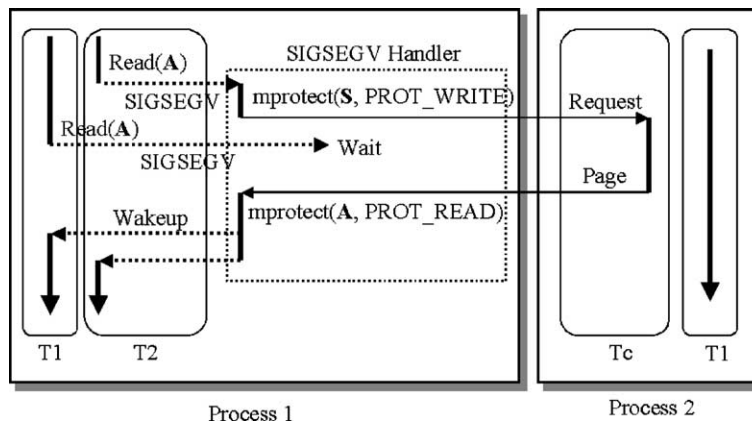 SIGSEGV Handler
Read(A)
SIGSEGV
mprotect(S, PROT_WRITE)
Request
Read(A)
SIGSEGV
Wait
Page
Wakeup
mprotect(A, PROT_READ)
T1
T2
Tc
T1
Process 1
Process 2